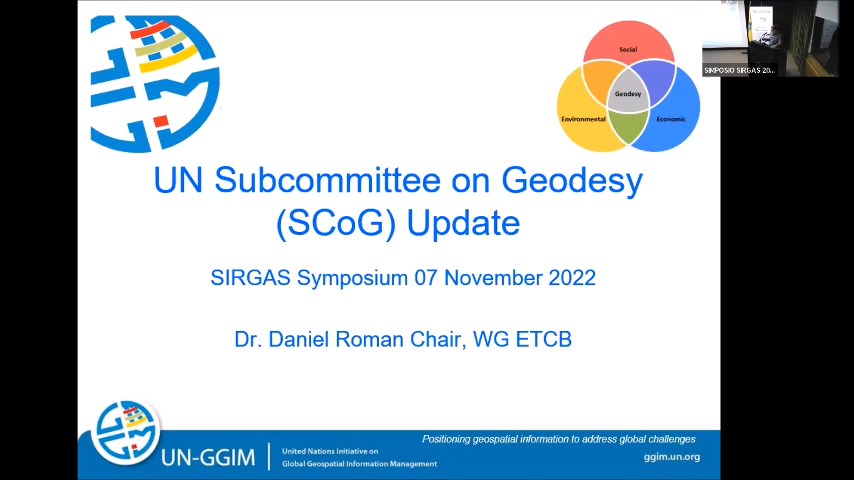 Social
Geodesy
Environmental
Economic
SIMPOSIO SIRGAS 20...
UN Subcommittee on Geodesy
(SCoG) Update
SIRGAS Symposium 07 November 2022
Dr. Daniel Roman Chair, WG ETCB
Positioning geospatial information to address global challenges
UN-GGIM
United Nations Initiative on
Global Geospatial Information Management
ggim.un.org